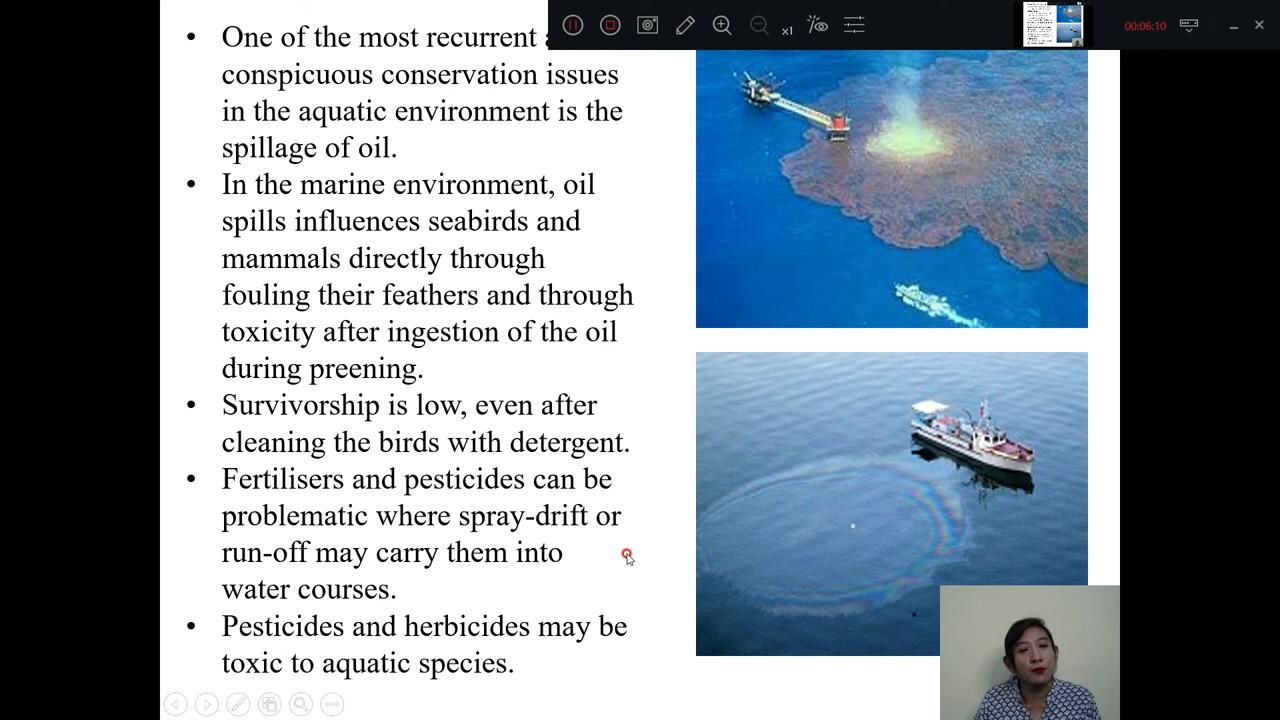 One of the most recurrent
conspicuous conservation issues
in the aquatic environment is the
spillage of oil.
In the marine environment, oil
spills influences seabirds and
mammals directly through
fouling their feathers and through
toxicity after ingestion of the oil
during preening.
Survivorship is low, even after
cleaning the birds with detergent.
Fertilisers and pesticides can be
problematic where spray-drift or
run-off may carry them into
water courses.
Pesticides and herbicides may be
toxic to aquatic species.
x1
00:06:10